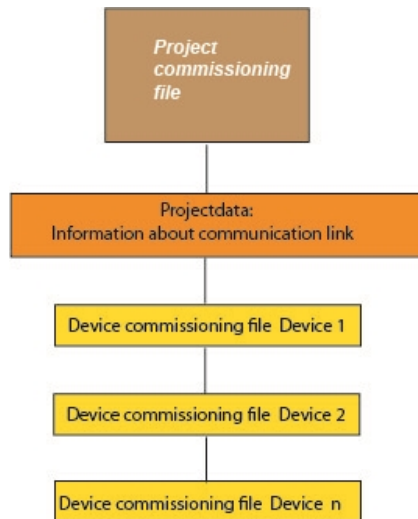 Project
commissioning
file
Projectdata:
Information about communication link
Device commissioning file Device 1
Device commissioning file Device 2
Device commissioning file Device n